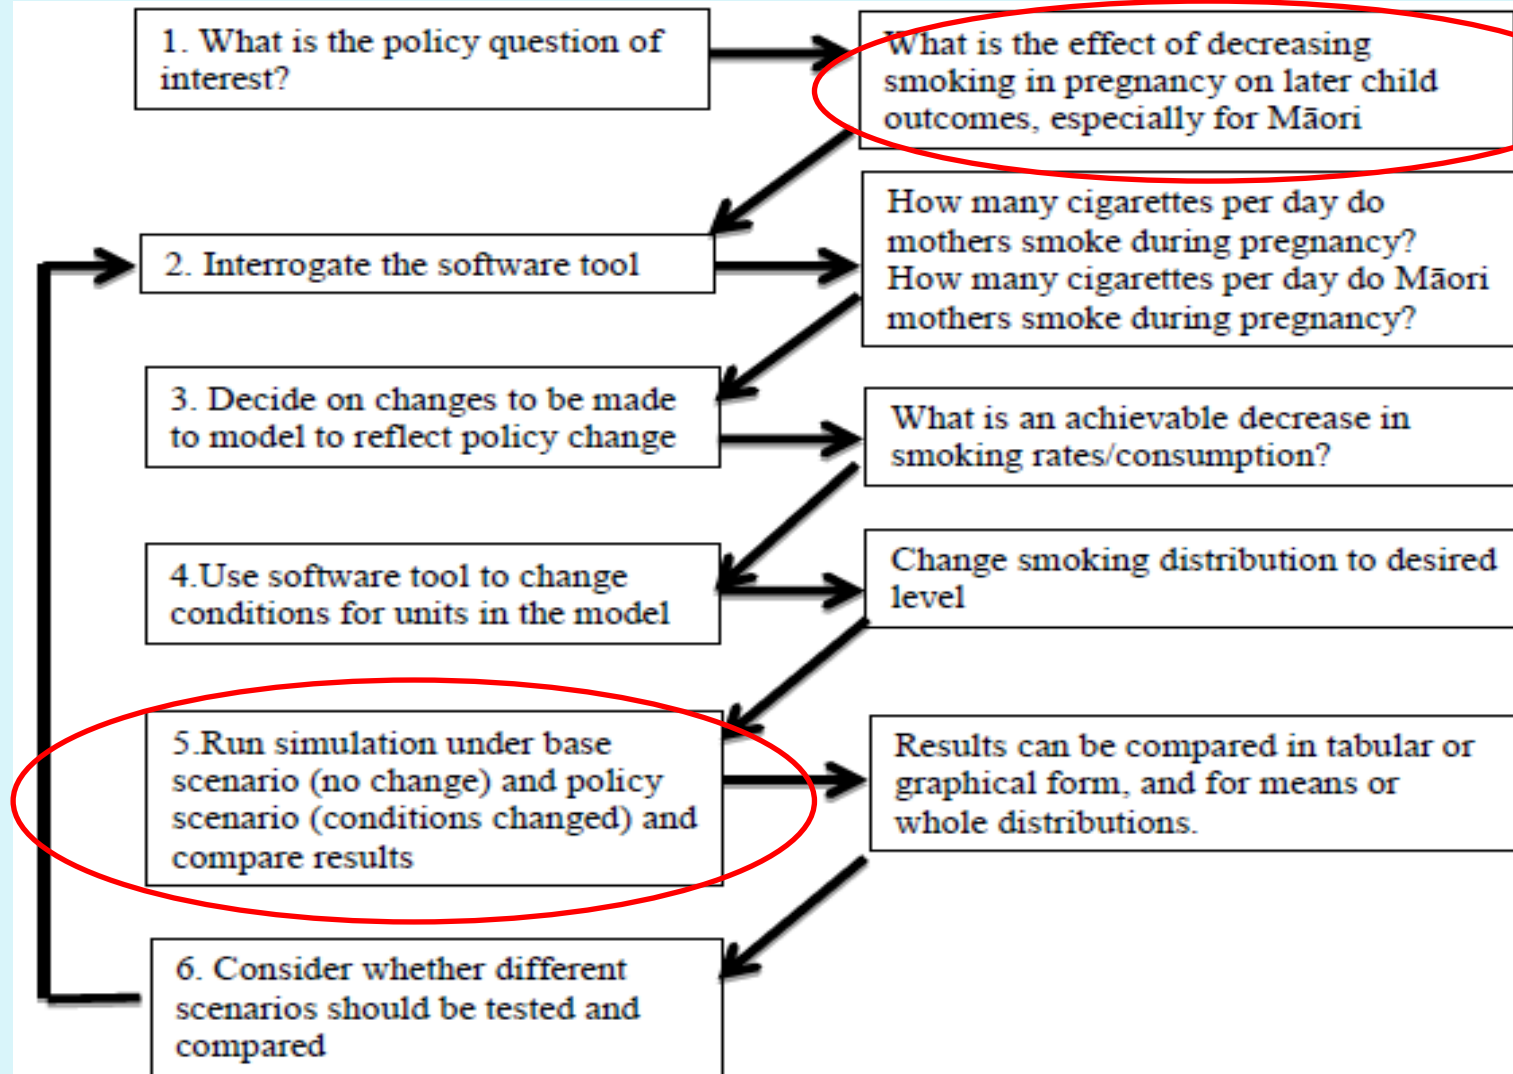 1. What is the policy question of
interest?
What is the effect of decreasing
smoking in pregnancy on later child
outcomes, especially for Māori
2. Interrogate the software tool
How many cigarettes per day do
mothers smoke during pregnancy?
How many cigarettes per day do Māori
mothers smoke during pregnancy?
3. Decide on changes to be made
to model to reflect policy change
What is an achievable decrease in
smoking rates/consumption?
4.Use software tool to change
conditions for units in the model
Change smoking distribution to desired
level
5.Run simulation under base
scenario (no change) and policy
scenario (conditions changed) and
compare results
Results can be compared in tabular or
graphical form, and for means or
whole distributions.
6. Consider whether different
scenarios should be tested and
compared